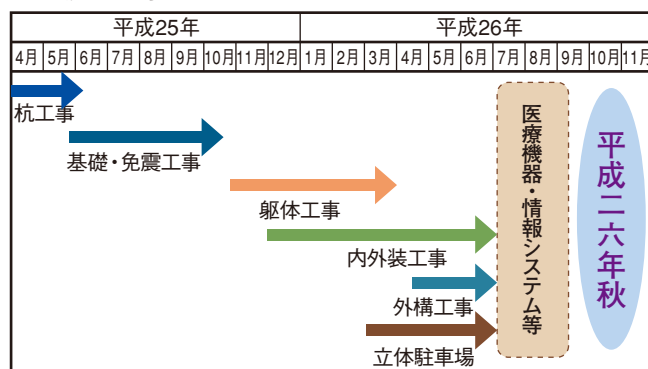 平成25年 平成26年
4月 5月 6月 7月 8月 9月 10月 11月 12月 1月 2月 3月 4月 5月 6月 7月 8月 9月 10月 11月
杭工事
基礎・免震工事
躯体工事
内外装工事
外構工事
立体駐車場
医療機器・情報システム等
平成二六年秋